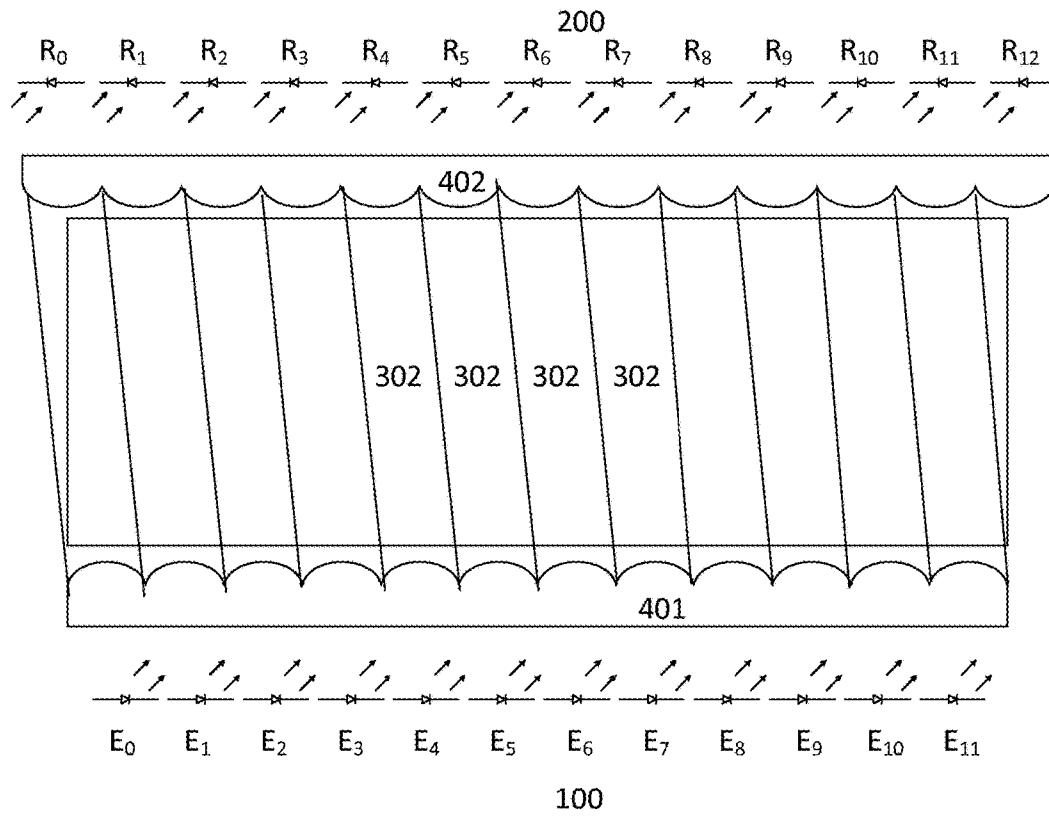 200
R₀ R₁ R₂ R₃ R₄ R₅ R₆ R₇ R₈ R₉ R₁₀ R₁₁ R₁₂
402
302 302 302 302
401
E₀ E₁ E₂ E₃ E₄ E₅ E₆ E₇ E₈ E₉ E₁₀ E₁₁
100